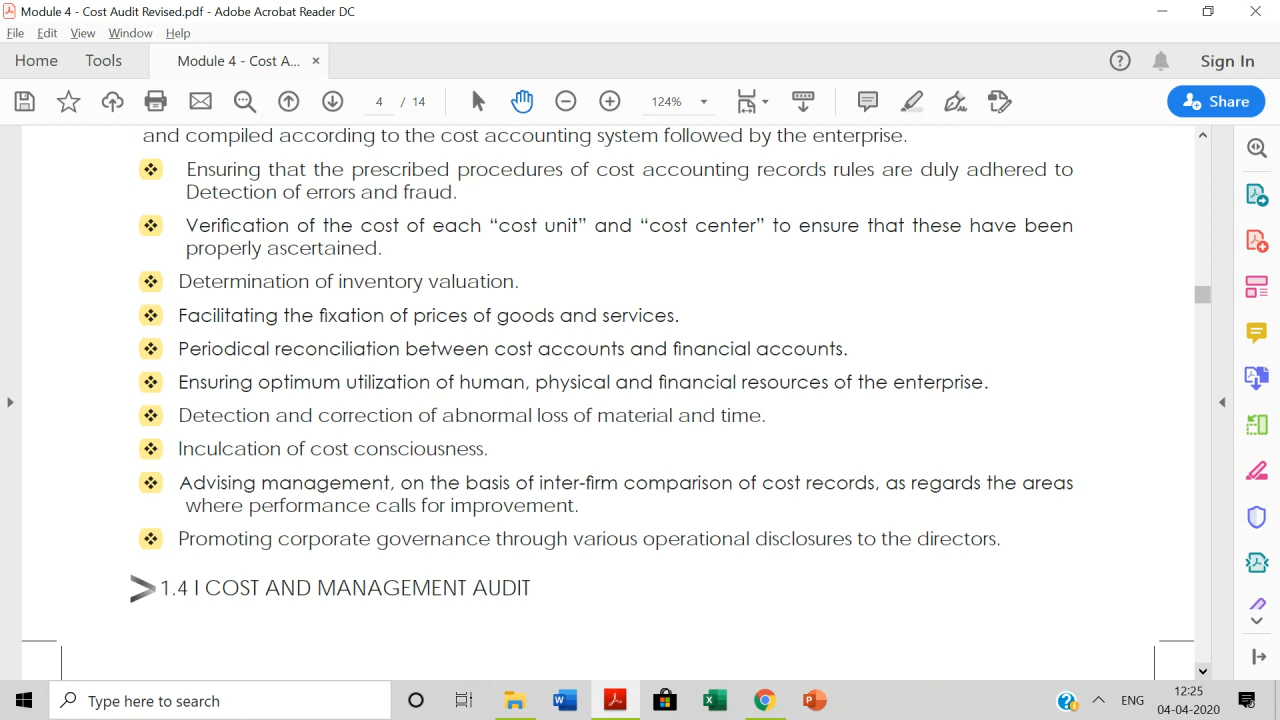 Module 4 - Cost Audit Revised.pdf - Adobe Acrobat Reader DC
File Edit View Window Help
Home Tools Module 4 - Cost A... × Sign In
4 / 14 124% Share
and compiled according to the cost accounting system followed by the enterprise.
Ensuring that the prescribed procedures of cost accounting records rules are duly adhered to
Detection of errors and fraud.
Verification of the cost of each “cost unit” and “cost center” to ensure that these have been
properly ascertained.
Determination of inventory valuation.
Facilitating the fixation of prices of goods and services.
Periodical reconciliation between cost accounts and financial accounts.
Ensuring optimum utilization of human, physical and financial resources of the enterprise.
Detection and correction of abnormal loss of material and time.
Inculcation of cost consciousness.
Advising management, on the basis of inter-firm comparison of cost records, as regards the areas
where performance calls for improvement.
Promoting corporate governance through various operational disclosures to the directors.
1.4 I COST AND MANAGEMENT AUDIT
Type here to search ENG 12:25
04-04-2020